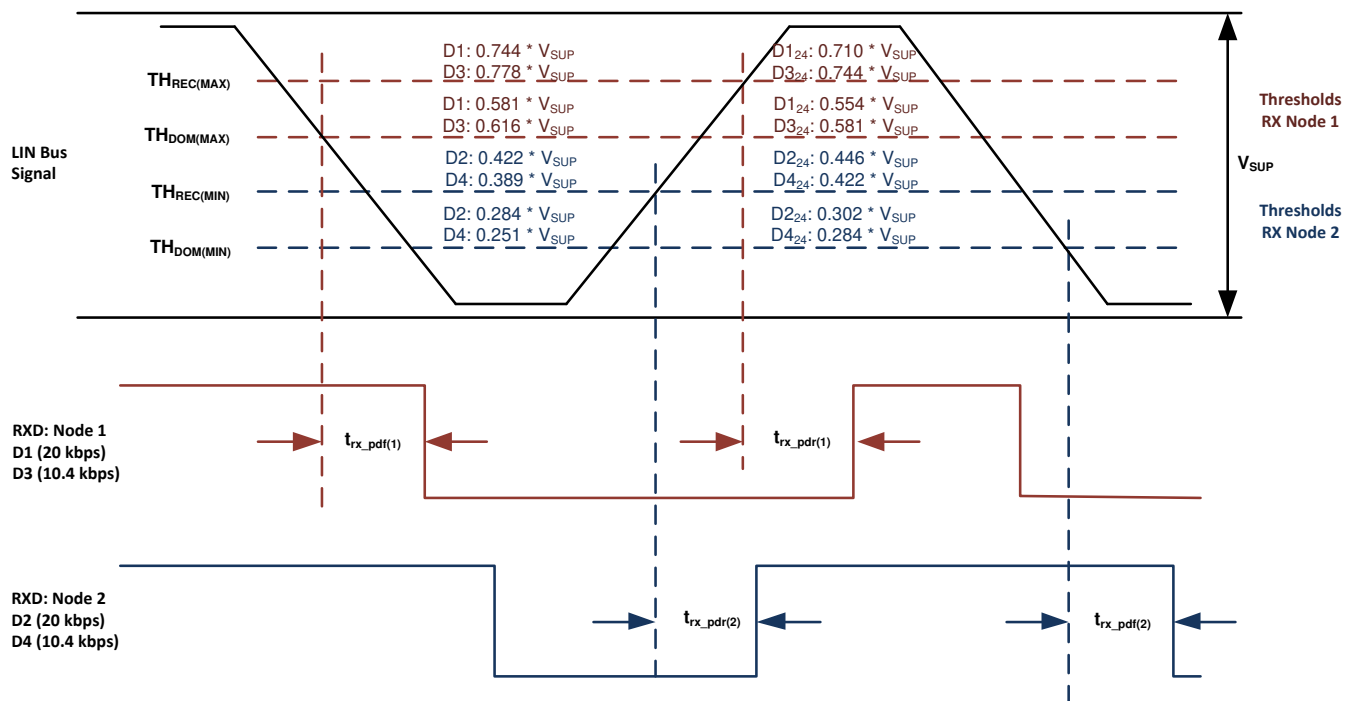 D1: 0.744 * VSUP
D3: 0.778 * VSUP
D1: 0.581 * VSUP
D3: 0.616 * VSUP
D2: 0.422 * VSUP
D4: 0.389 * VSUP
D2: 0.284 * VSUP
D4: 0.251 * VSUP
D124: 0.710 * VSUP
D324: 0.744 * VSUP
D124: 0.554 * VSUP
D324: 0.581 * VSUP
D224: 0.446 * VSUP
D424: 0.422 * VSUP
D224: 0.302 * VSUP
D424: 0.284 * VSUP
THREC(MAX)
THDOM(MAX)
THREC(MIN)
THDOM(MIN)
LIN Bus
Signal
Thresholds
RX Node 1
VSUP
Thresholds
RX Node 2
RXD: Node 1
D1 (20 kbps)
D3 (10.4 kbps)
trx_pdf(1)
trx_pdr(1)
RXD: Node 2
D2 (20 kbps)
D4 (10.4 kbps)
trx_pdr(2)
trx_pdf(2)